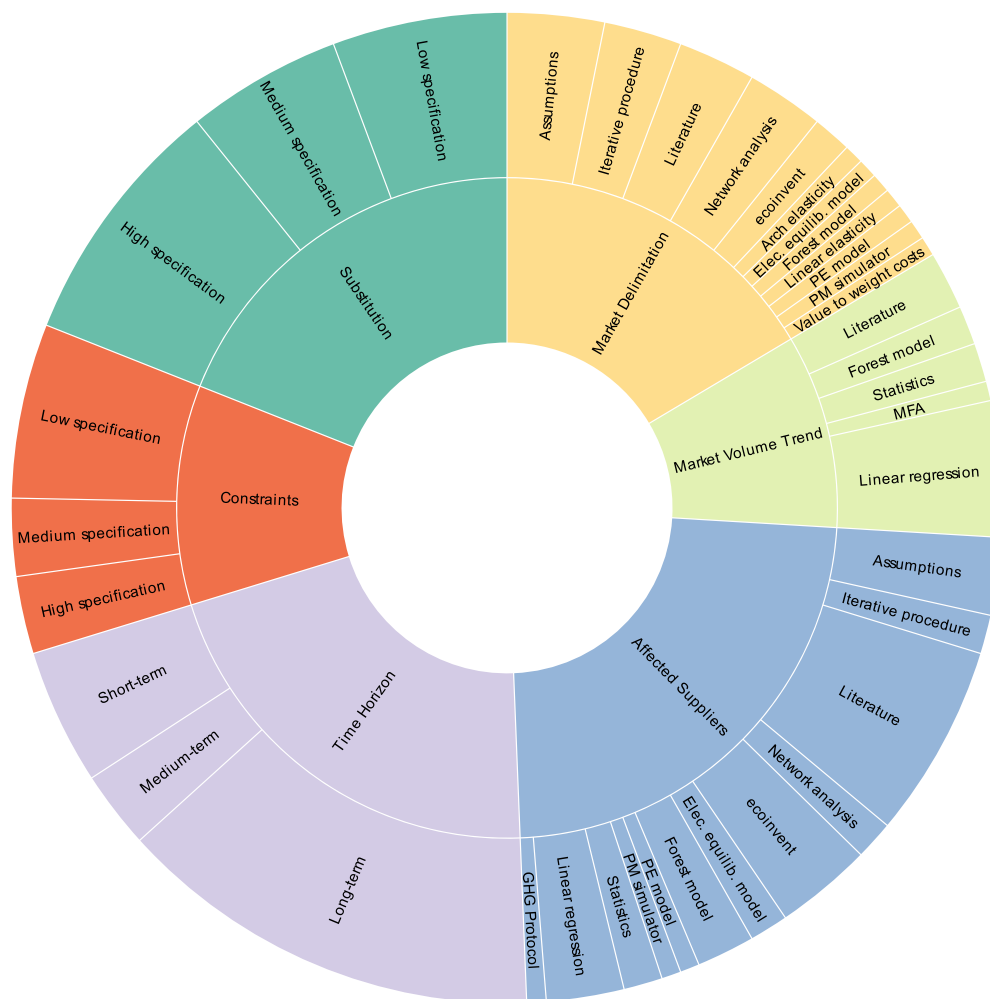 Substitution
Low specification
Medium specification
High specification
Market Delimitation
Assumptions
Iterative procedure
Literature
Network analysis
ecoinvent
Arch elasticity
Elec. equilib. model
Forest model
Linear elasticity
PE model
PM simulator
Value to weight costs
Market Volume Trend
Literature
Forest model
Statistics
MFA
Linear regression
Affected Suppliers
Assumptions
Iterative procedure
Literature
Network analysis
ecoinvent
Elec. equilib. model
Forest model
PE model
PM simulator
Statistics
Linear regression
GHG Protocol
Time Horizon
Long-term
Medium-term
Short-term
Constraints
High specification
Medium specification
Low specification